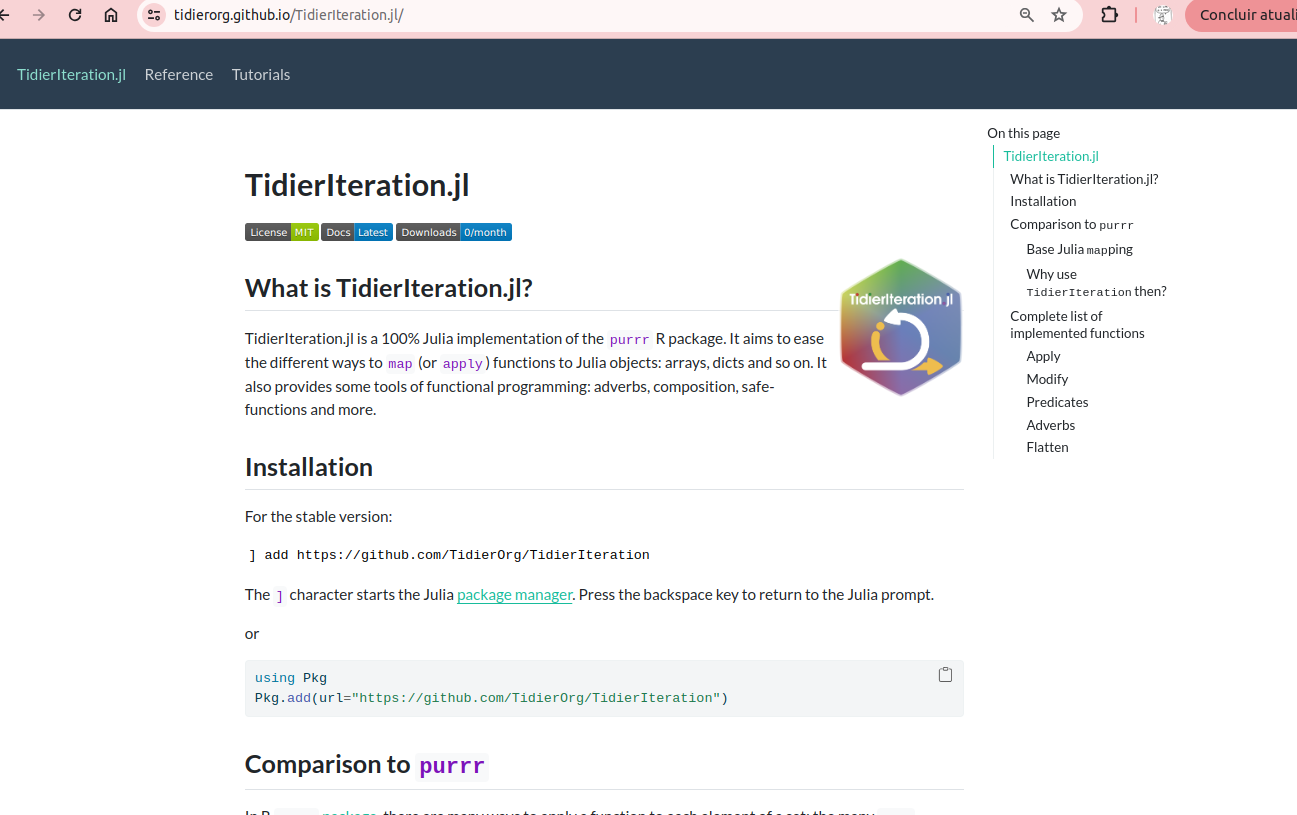 tidierorg.github.io/TidierIteration.jl/
Concluir atuali
TidierIteration.jl Reference Tutorials
On this page
TidierIteration.jl
What is TidierIteration.jl?
Installation
Comparison to purrr
Base Julia mapping
Why use
TidierIteration then?
Complete list of
implemented functions
Apply
Modify
Predicates
Adverbs
Flatten
TidierIteration.jl
License MIT Docs Latest Downloads 0/month
What is TidierIteration.jl?
TidierIteration jl
TidierIteration.jl is a 100% Julia implementation of the purrr R package. It aims to ease
the different ways to map (or apply) functions to Julia objects: arrays, dicts and so on. It
also provides some tools of functional programming: adverbs, composition, safe-
functions and more.
Installation
For the stable version:
] add https://github.com/TidierOrg/TidierIteration
The ] character starts the Julia package manager. Press the backspace key to return to the Julia prompt.
or
using Pkg
Pkg.add(url="https://github.com/TidierOrg/TidierIteration")
Comparison to purrr